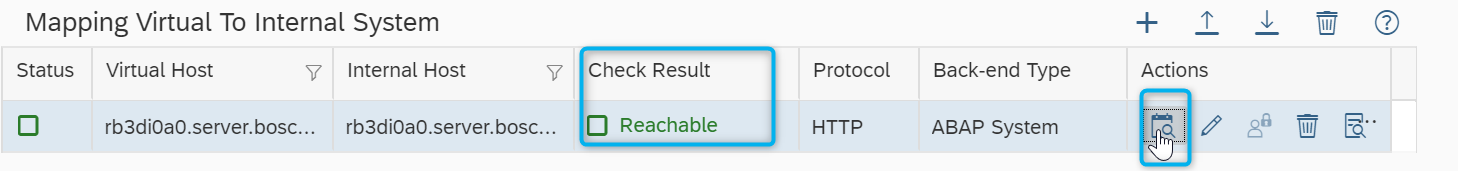 Mapping Virtual To Internal System
Status Virtual Host Internal Host Check Result Protocol Back-end Type Actions
rb3di0a0.server.bosc... rb3di0a0.server.bosc... Reachable HTTP ABAP System